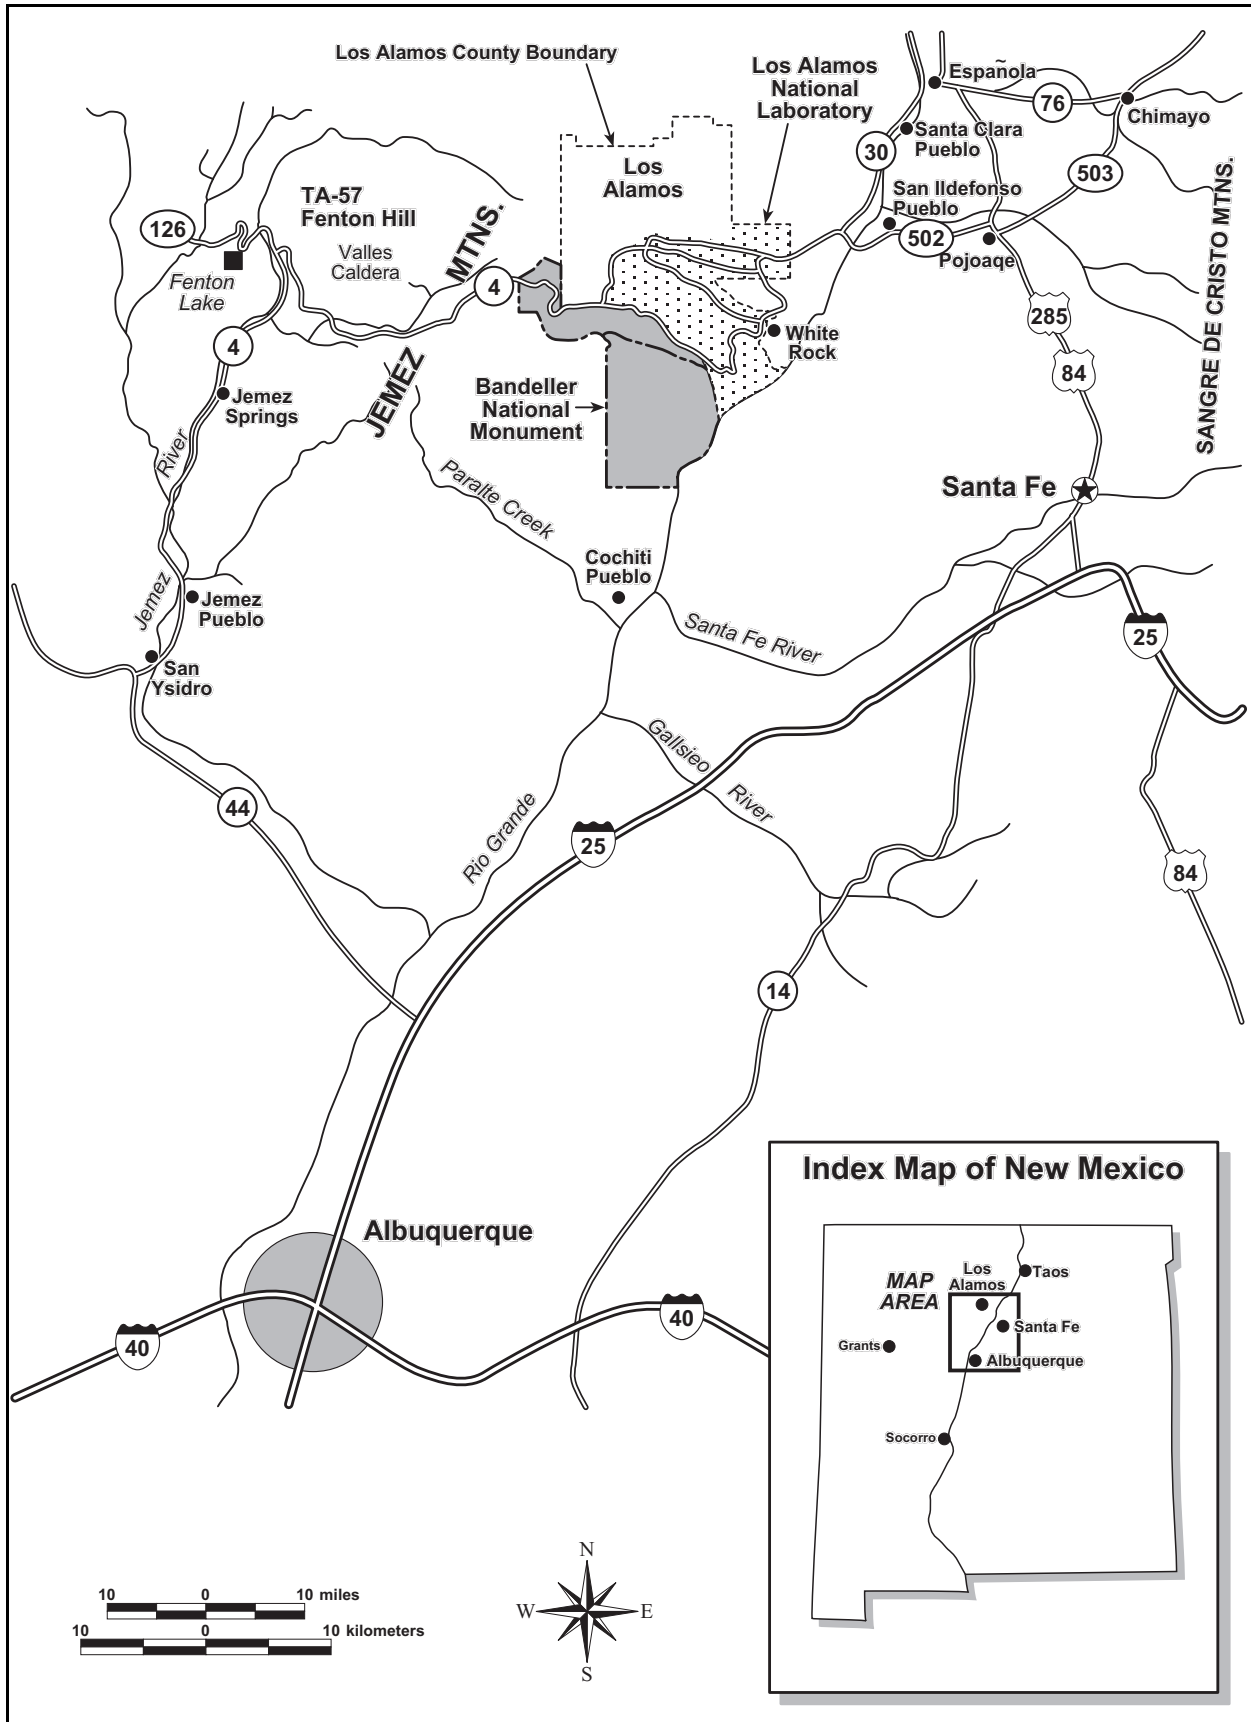 Los Alamos County Boundary
Los Alamos
National
Laboratory
Española
76
Chimayo
Santa Clara
Pueblo
30
Los
Alamos
503
San Ildefonso
Pueblo
TA-57
Fenton Hill
126
502
Pojoaqe
Valles
Caldera
MTNS.
SANGRE DE CRISTO MTNS.
Fenton
Lake
4
285
4
White
Rock
84
JEMEZ
Bandeller
National
Monument
Jemez
Springs
River
Paralte Creek
Santa Fe
Cochiti
Pueblo
Jemez
Jemez
Pueblo
Santa Fe River
25
San
Ysidro
Gallsieo
River
44
Rio Grande
25
84
14
Albuquerque
40
40
Index Map of New Mexico
MAP
AREA
Los
Alamos
Taos
Santa Fe
Grants
Albuquerque
Socorro
N
W
E
S
10 0 10 miles
10 0 10 kilometers